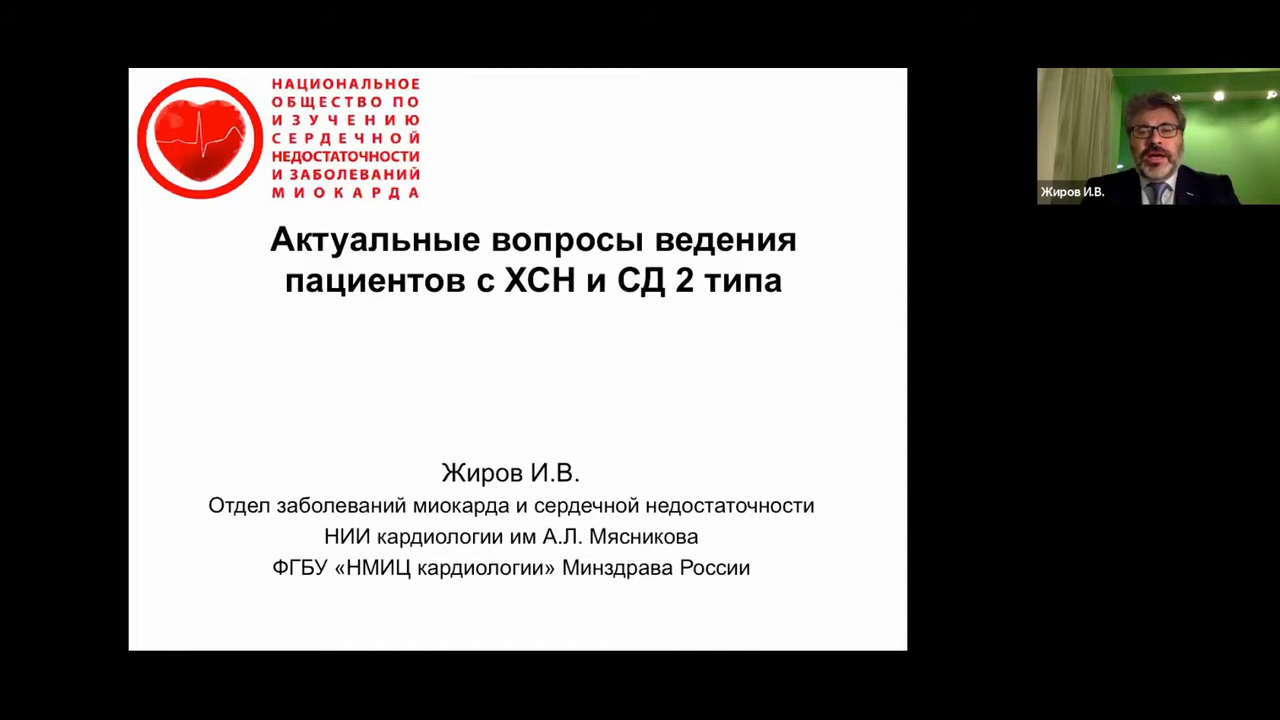 НАЦИОНАЛЬНОЕ
ОБЩЕСТВО ПО
ИЗУЧЕНИЮ
СЕРДЕЧНОЙ
НЕДОСТАТОЧНОСТИ
И ЗАБОЛЕВАНИЙ
МИОКАРДА
Актуальные вопросы ведения
пациентов с ХСН и СД 2 типа
Жиров И.В.
Отдел заболеваний миокарда и сердечной недостаточности
НИИ кардиологии им А.Л. Мясникова
ФГБУ «НМИЦ кардиологии» Минздрава России
Жиров И.В.